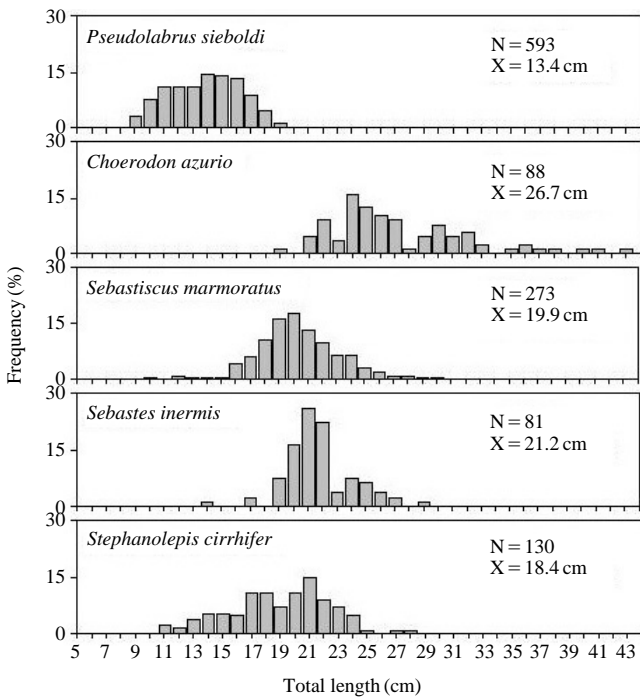 30
Pseudolabrus sieboldi
N = 593
X = 13.4 cm
15
0
30
Choerodon azurio
N = 88
X = 26.7 cm
15
0
30
Sebastiscus marmoratus
N = 273
X = 19.9 cm
15
0
30
Sebastes inermis
N = 81
X = 21.2 cm
15
0
30
Stephanolepis cirrhifer
N = 130
X = 18.4 cm
15
0
Frequency (%)
5 7 9 11 13 15 17 19 21 23 25 27 29 31 33 35 37 39 41 43
Total length (cm)